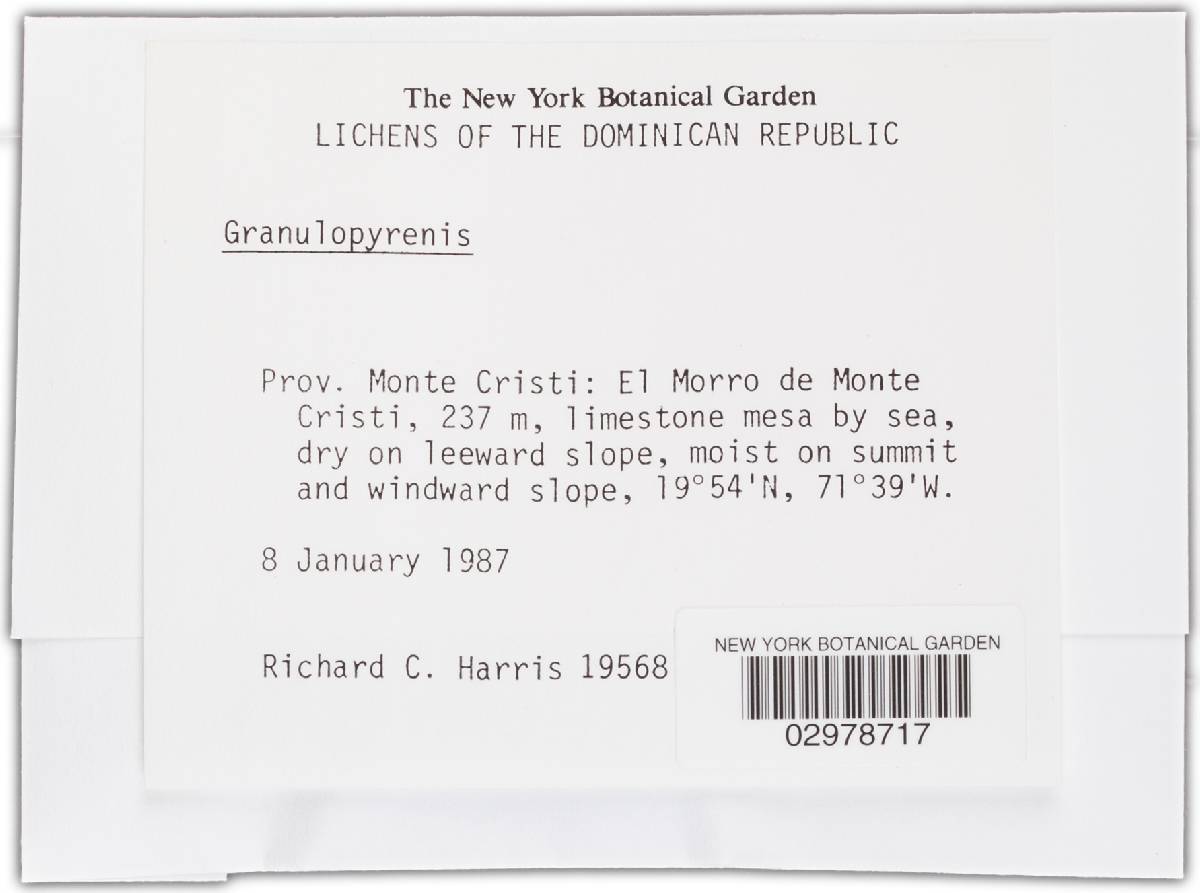 The New York Botanical Garden
LICHENS OF THE DOMINICAN REPUBLIC
Granulopyrenis
Prov. Monte Cristi: El Morro de Monte
Cristi, 237 m, limestone mesa by sea,
dry on leeward slope, moist on summit
and windward slope, 19°54'N, 71°39'W.
8 January 1987
Richard C. Harris 19568
NEW YORK BOTANICAL GARDEN
02978717